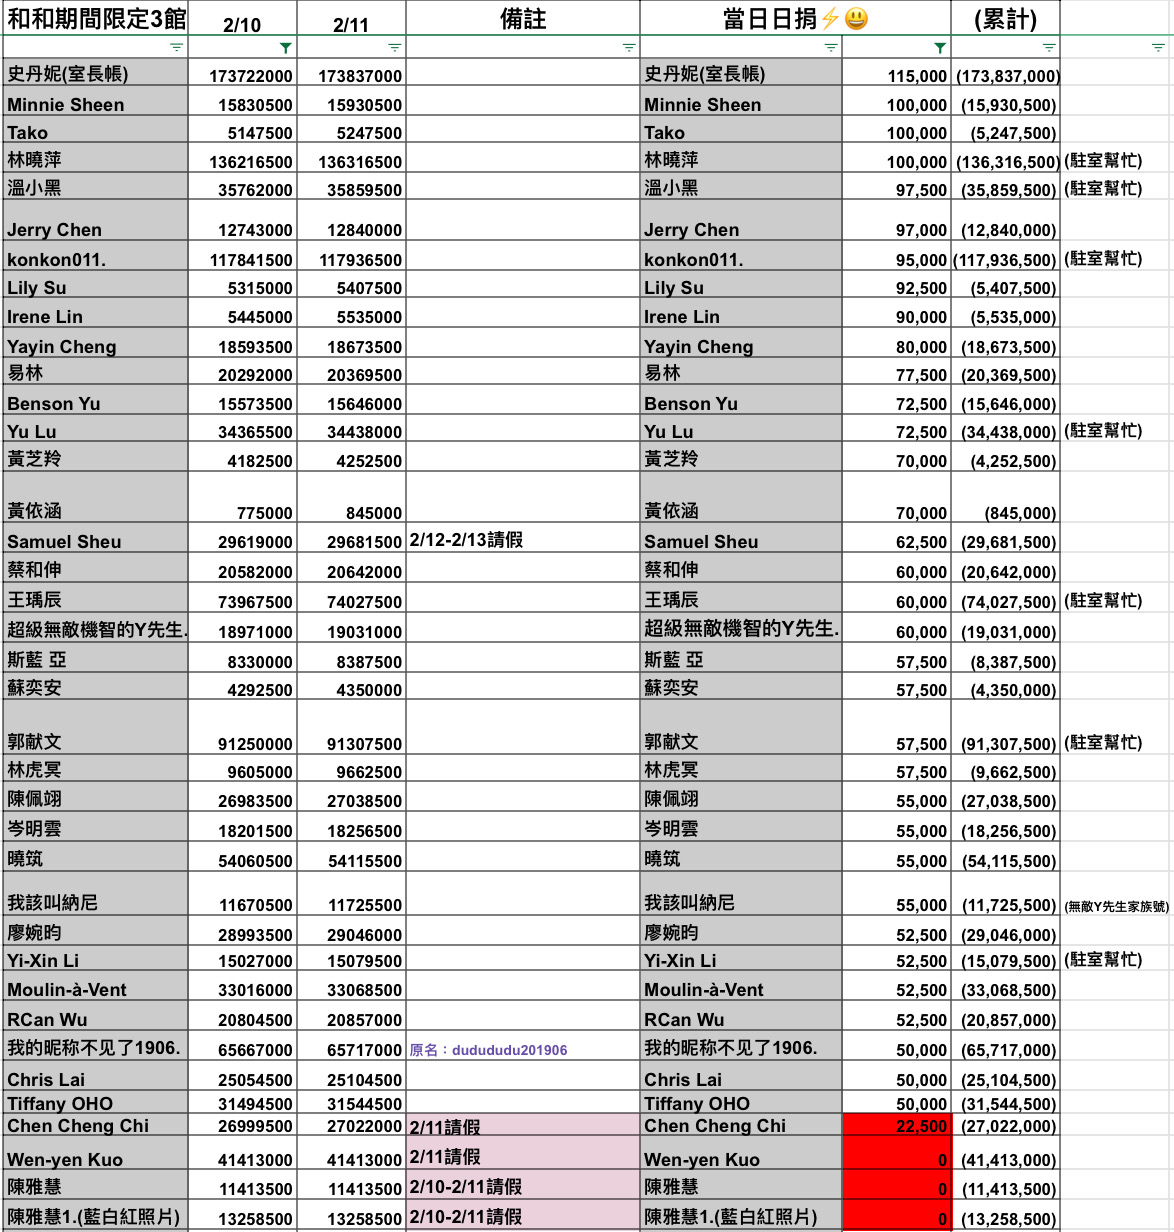 和和期間限定3館 2/10 2/11 備註 當日日捐⚡😃 (累計)
史丹妮(室長帳) 173722000 173837000 史丹妮(室長帳) 115,000 (173,837,000)
Minnie Sheen 15830500 15930500 Minnie Sheen 100,000 (15,930,500)
Tako 5147500 5247500 Tako 100,000 (5,247,500)
林曉萍 136216500 136316500 林曉萍 100,000 (136,316,500) (駐室幫忙)
溫小黑 35762000 35859500 溫小黑 97,500 (35,859,500) (駐室幫忙)
Jerry Chen 12743000 12840000 Jerry Chen 97,000 (12,840,000)
konkon011. 117841500 117936500 konkon011. 95,000 (117,936,500) (駐室幫忙)
Lily Su 5315000 5407500 Lily Su 92,500 (5,407,500)
Irene Lin 5445000 5535000 Irene Lin 90,000 (5,535,000)
Yayin Cheng 18593500 18673500 Yayin Cheng 80,000 (18,673,500)
易林 20292000 20369500 易林 77,500 (20,369,500)
Benson Yu 15573500 15646000 Benson Yu 72,500 (15,646,000)
Yu Lu 34365500 34438000 Yu Lu 72,500 (34,438,000) (駐室幫忙)
黃芝羚 4182500 4252500 黃芝羚 70,000 (4,252,500)
黃依涵 775000 845000 黃依涵 70,000 (845,000)
Samuel Sheu 29619000 29681500 2/12-2/13請假 Samuel Sheu 62,500 (29,681,500)
蔡和伸 20582000 20642000 蔡和伸 60,000 (20,642,000)
王瑀辰 73967500 74027500 王瑀辰 60,000 (74,027,500) (駐室幫忙)
超級無敵機智的Y先生. 18971000 19031000 超級無敵機智的Y先生. 60,000 (19,031,000)
斯藍 亞 8330000 8387500 斯藍 亞 57,500 (8,387,500)
蘇奕安 4292500 4350000 蘇奕安 57,500 (4,350,000)
郭献文 91250000 91307500 郭献文 57,500 (91,307,500) (駐室幫忙)
林虎冥 9605000 9662500 林虎冥 57,500 (9,662,500)
陳佩翊 26983500 27038500 陳佩翊 55,000 (27,038,500)
岑明雲 18201500 18256500 岑明雲 55,000 (18,256,500)
曉筑 54060500 54115500 曉筑 55,000 (54,115,500)
我該叫納尼 11670500 11725500 我該叫納尼 55,000 (11,725,500) (無敵Y先生家族號)
廖婉昀 28993500 29046000 廖婉昀 52,500 (29,046,000)
Yi-Xin Li 15027000 15079500 Yi-Xin Li 52,500 (15,079,500) (駐室幫忙)
Moulin-à-Vent 33016000 33068500 Moulin-à-Vent 52,500 (33,068,500)
RCan Wu 20804500 20857000 RCan Wu 52,500 (20,857,000)
我的昵称不见了1906. 65667000 65717000 原名：dudududu201906 我的昵称不见了1906. 50,000 (65,717,000)
Chris Lai 25054500 25104500 Chris Lai 50,000 (25,104,500)
Tiffany OHO 31494500 31544500 Tiffany OHO 50,000 (31,544,500)
Chen Cheng Chi 26999500 27022000 2/11請假 Chen Cheng Chi 22,500 (27,022,000)
Wen-yen Kuo 41413000 41413000 2/11請假 Wen-yen Kuo 0 (41,413,000)
陳雅慧 11413500 11413500 2/10-2/11請假 陳雅慧 0 (11,413,500)
陳雅慧1.(藍白紅照片) 13258500 13258500 2/10-2/11請假 陳雅慧1.(藍白紅照片) 0 (13,258,500)